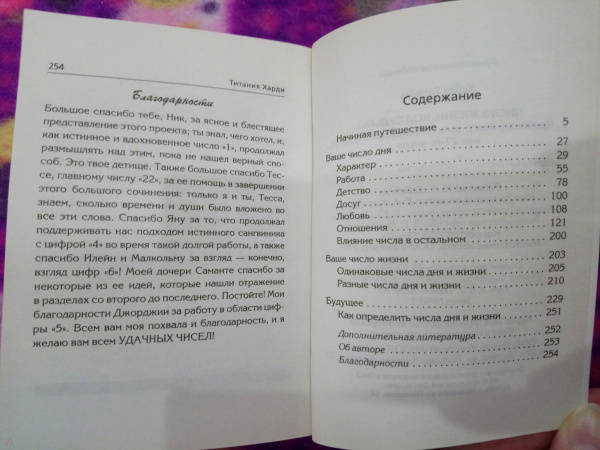 254
Титания Харди
Благодарности
Большое спасибо тебе, Ник, за ясное и блестящее
представление этого проекта; ты знал, чего хотел, и,
как истинное и вдохновенное число «1», продолжал
размышлять над этим, пока не нашел верный спо-
соб. Это твое детище. Также большое спасибо Тес-
се, главному числу «22», за ее помощь в завершении
этого большого сочинения: только я и ты, Тесса,
знаем, сколько времени и души было вложено во
все эти слова. Спасибо Яну за то, что продолжал
поддерживать нас подходом истинного сангвиника
с цифрой «4» во время такой долгой работы, а также
спасибо Илейн и Малкольму за взгляд — конечно,
взгляд цифр «6»! Моей дочери Саманте спасибо за
некоторые из ее идей, которые нашли отражение
в разделах со второго до последнего. Постойте! Мои
благодарности Джорджии за работу в области циф-
ры «5». Всем вам моя похвала и благодарность, и я
желаю вам всем УДАЧНЫХ ЧИСЕЛ!
Содержание
Начиная путешествие 5
Ваше число дня 27
Характер 29
Работа 55
Детство 78
Досуг 100
Любовь 108
Отношения 121
Влияние числа в остальном 200
Ваше число жизни 203
Одинаковые числа дня и жизни 205
Разные числа дня и жизни 210
Будущее 229
Как определить числа дня и жизни 251
Дополнительная литература 252
Об авторе 253
Благодарности 254